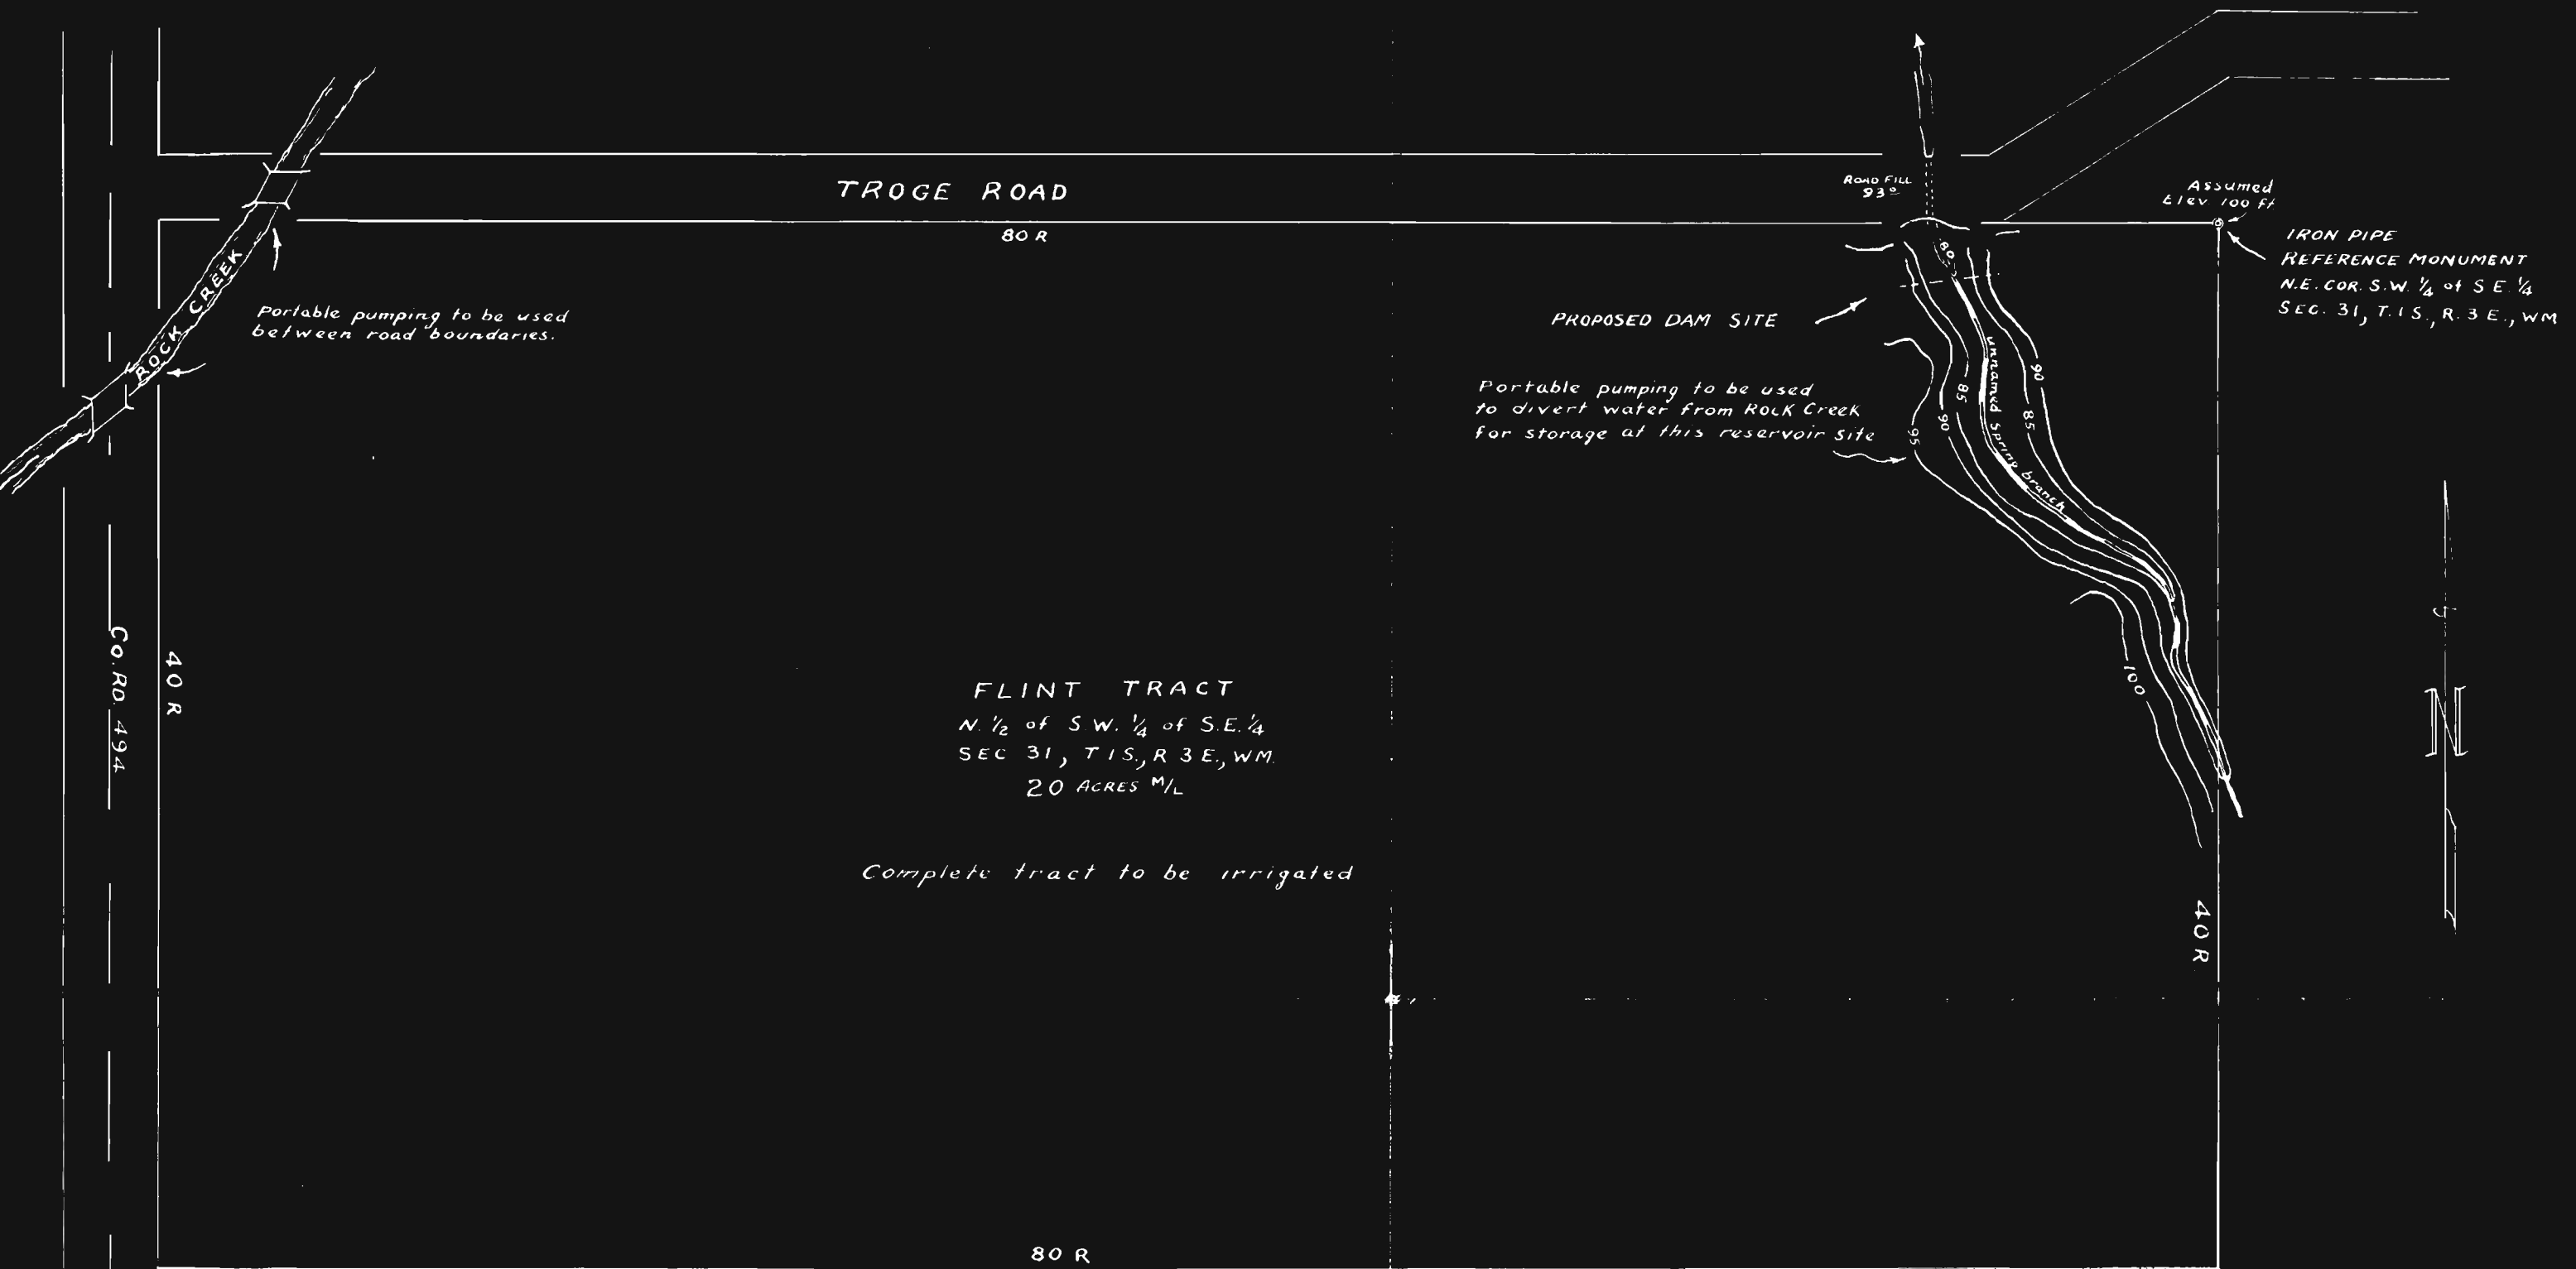 TROGE ROAD
80 R
ROAD FILL
93⁰
Assumed
Elev 100 ft
IRON PIPE
REFERENCE MONUMENT
N.E. COR. S.W. ¼ of S E. ¼
SEC. 31, T. 1 S., R. 3 E., WM
ROCK CREEK
Portable pumping to be used
between road boundaries.
PROPOSED DAM SITE
Portable pumping to be used
to divert water from Rock Creek
for storage at this reservoir site
80
90
85
unnamed Spring branch
85
90
95
100
Co. RD. 494
40 R
FLINT TRACT
N. ½ of S.W. ¼ of S.E. ¼
SEC 31, T 1 S., R 3 E., WM.
20 ACRES M/L
Complete tract to be irrigated
N
40 R
80 R